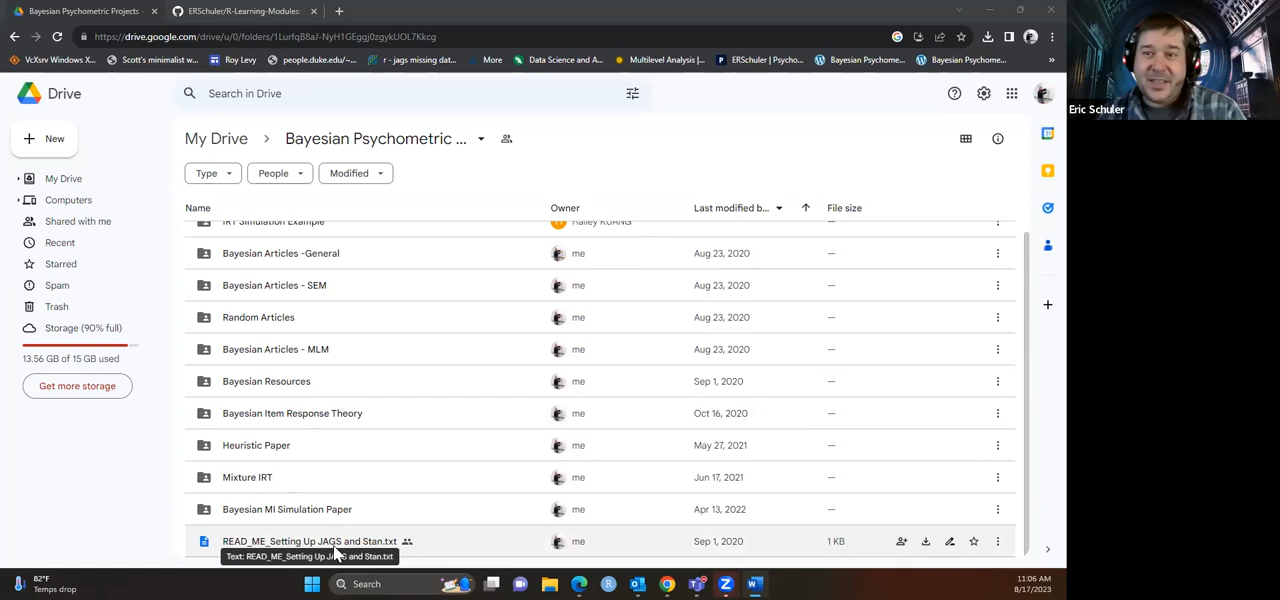 Bayesian Psychometric Projects -
ERSchuler/R-Learning-Modules:
https://drive.google.com/drive/u/0/folders/1LurfqB8aJ-NyH1GEggj0zgykUOL7Kkcg
VcXsrv Windows X...
Scott's minimalist w...
Roy Levy
people.duke.edu/~...
r - jags missing dat...
More
Data Science and A...
Multilevel Analysis |...
ERSchuler | Psycho...
Bayesian Psychome...
Bayesian Psychome...
Eric Schuler
Drive
Search in Drive
New
My Drive
Bayesian Psychometric ...
Type
People
Modified
My Drive
Computers
Shared with me
Recent
Starred
Spam
Trash
Storage (90% full)
13.56 GB of 15 GB used
Get more storage
Name
Owner
Last modified b...
File size
IRT Simulation Example
Hailey KUANG
—
Bayesian Articles -General
me
Aug 23, 2020
—
Bayesian Articles - SEM
me
Aug 23, 2020
—
Random Articles
me
Aug 23, 2020
—
Bayesian Articles - MLM
me
Aug 23, 2020
—
Bayesian Resources
me
Sep 1, 2020
—
Bayesian Item Response Theory
me
Oct 16, 2020
—
Heuristic Paper
me
May 27, 2021
—
Mixture IRT
me
Jun 17, 2021
—
Bayesian MI Simulation Paper
me
Apr 13, 2022
—
READ_ME_Setting Up JAGS and Stan.txt
me
Sep 1, 2020
1 KB
Text: READ_ME_Setting Up JAGS and Stan.txt
82°F
Temps drop
Search
11:06 AM
8/17/2023